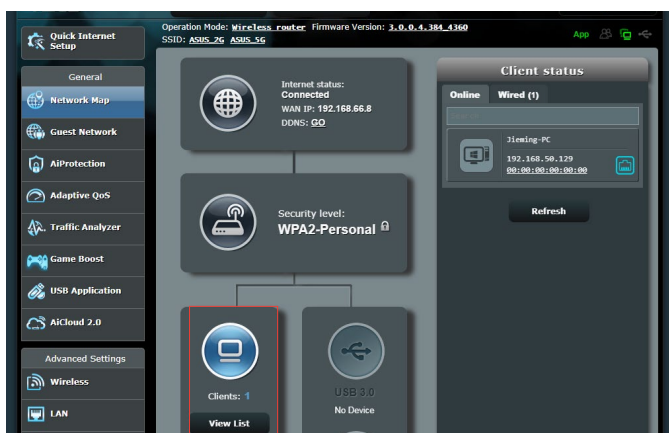 Quick Internet
Setup
Operation Mode: Wireless router Firmware Version: 3.0.0.4.384_4360
SSID: ASUS_2G ASUS_5G
App
General
Network Map
Guest Network
AiProtection
Adaptive QoS
Traffic Analyzer
Game Boost
USB Application
AiCloud 2.0
Advanced Settings
Wireless
LAN
Internet status:
Connected
WAN IP: 192.168.66.8
DDNS: GO
Security level:
WPA2-Personal
Clients: 1
View List
USB 3.0
No Device
Client status
Online Wired (1)
Jieming-PC
192.168.50.129
00:00:00:00:00:00
Refresh